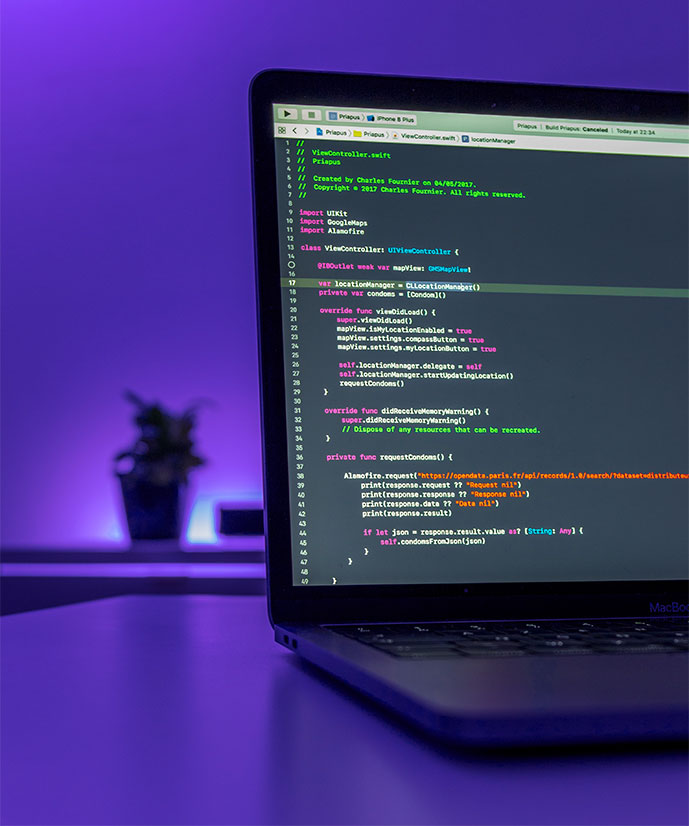 Priapus 〉 iPhone 8 Plus
Priapus | Build Priapus: Canceled | Today at 22:34
Priapus 〉 Priapus 〉 ViewController.swift 〉 locationManager
1 //
2 // ViewController.swift
3 // Priapus
4 //
5 // Created by Charles Fournier on 04/05/2017.
6 // Copyright © 2017 Charles Fournier. All rights reserved.
7 //
8
9 import UIKit
10 import GoogleMaps
11 import Alamofire
12
13 class ViewController: UIViewController {
14
@IBOutlet weak var mapView: GMSMapView!
16
17 var locationManager = CLLocationManager()
18 private var condoms = [Condom]()
19
20 override func viewDidLoad() {
21 super.viewDidLoad()
22 mapView.isMyLocationEnabled = true
23 mapView.settings.compassButton = true
24 mapView.settings.myLocationButton = true
25
26 self.locationManager.delegate = self
27 self.locationManager.startUpdatingLocation()
28 requestCondoms()
29 }
30
31 override func didReceiveMemoryWarning() {
32 super.didReceiveMemoryWarning()
33 // Dispose of any resources that can be recreated.
34 }
35
36 private func requestCondoms() {
37
38 Alamofire.request("https://opendata.paris.fr/api/records/1.0/search/?dataset=distributeu
39 print(response.request ?? "Request nil")
40 print(response.response ?? "Response nil")
41 print(response.data ?? "Data nil")
42 print(response.result)
43
44 if let json = response.result.value as? [String: Any] {
45 self.condomsFromJson(json)
46 }
47 }
48
49 }
MacBoo